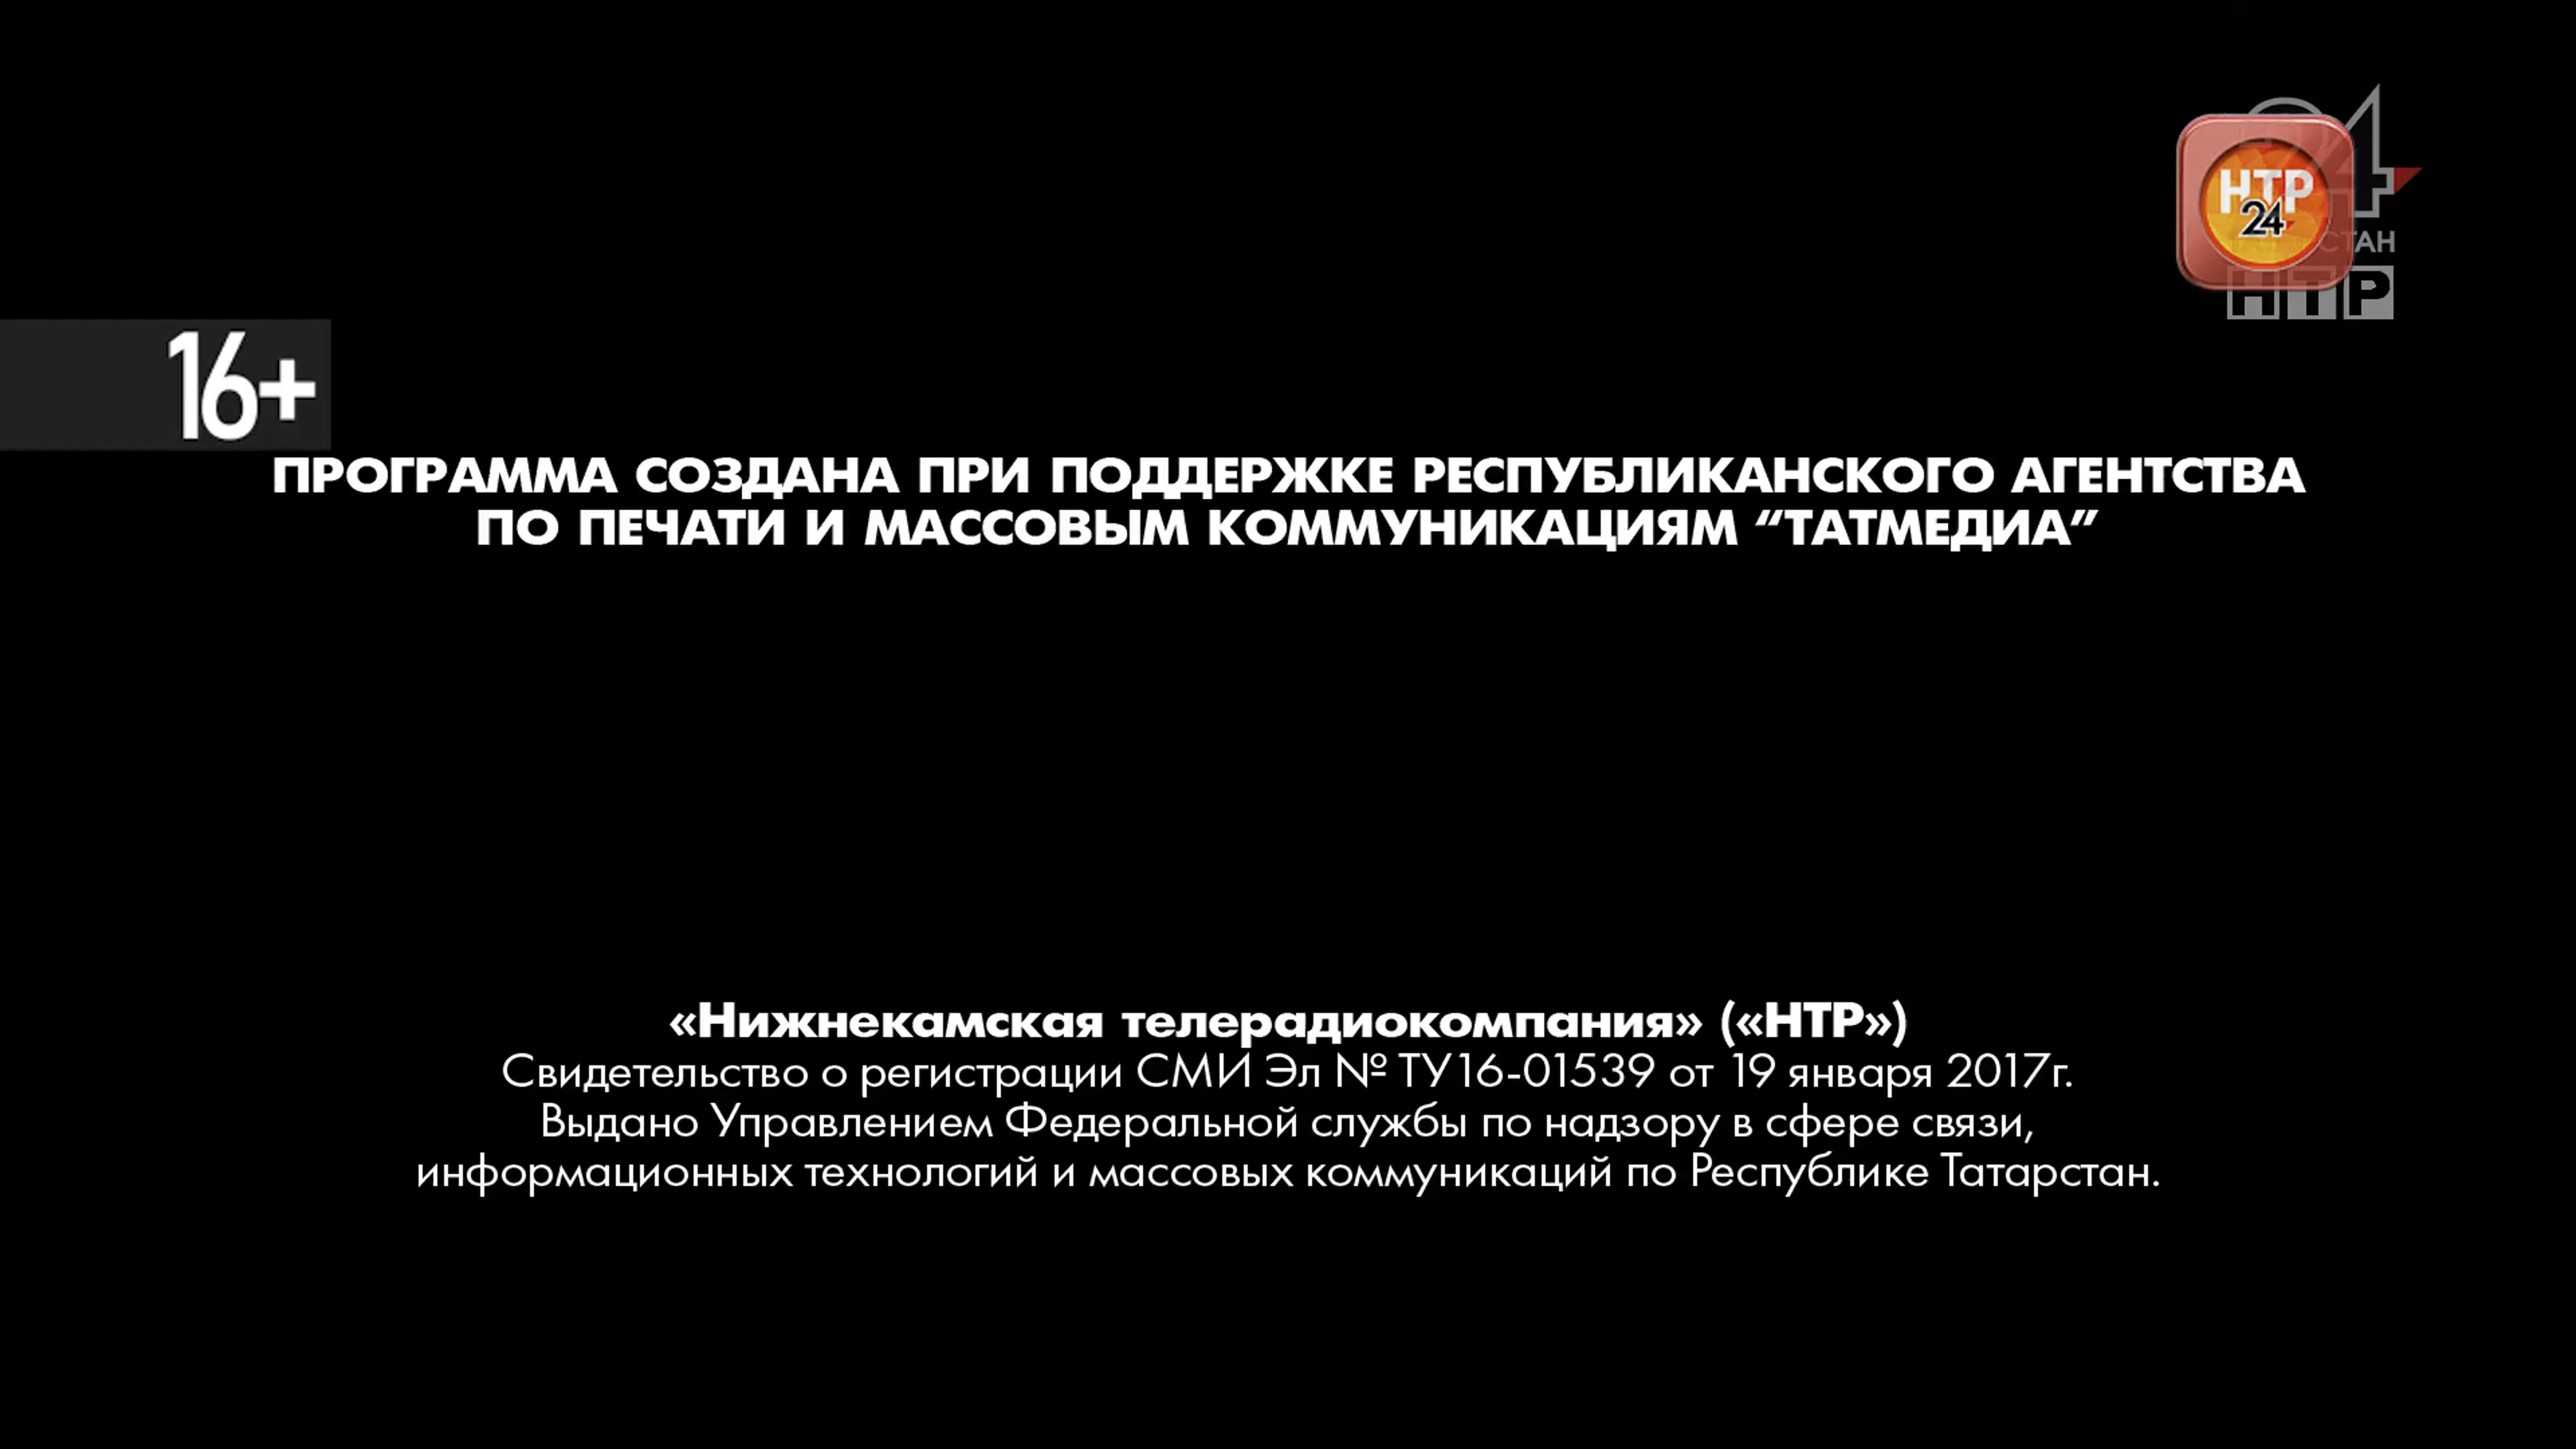 НТР
24
СТАН
НТР
16+
ПРОГРАММА СОЗДАНА ПРИ ПОДДЕРЖКЕ РЕСПУБЛИКАНСКОГО АГЕНТСТВА
ПО ПЕЧАТИ И МАССОВЫМ КОММУНИКАЦИЯМ “ТАТМЕДИА”
«Нижнекамская телерадиокомпания» («НТР»)
Свидетельство о регистрации СМИ Эл № ТУ16-01539 от 19 января 2017г.
Выдано Управлением Федеральной службы по надзору в сфере связи,
информационных технологий и массовых коммуникаций по Республике Татарстан.